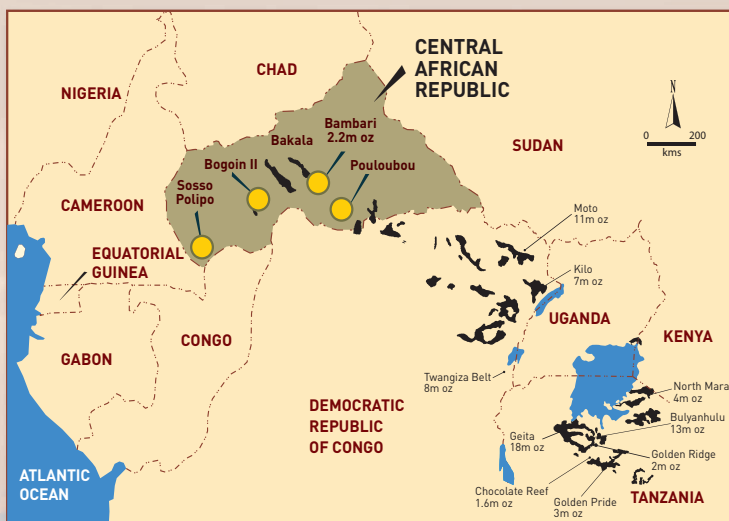 CENTRAL
AFRICAN
REPUBLIC
CHAD
NIGERIA
N
0 200
kms
Bambari
2.2m oz
Bakala
SUDAN
Bogoin II
Pouloubou
Sosso
Polipo
CAMEROON
Moto
11m oz
EQUATORIAL
GUINEA
Kilo
7m oz
UGANDA
KENYA
CONGO
GABON
Twangiza Belt
8m oz
North Mara
4m oz
DEMOCRATIC
REPUBLIC
OF CONGO
Bulyanhulu
13m oz
Geita
18m oz
Golden Ridge
2m oz
ATLANTIC
OCEAN
Chocolate Reef
1.6m oz
Golden Pride
3m oz
TANZANIA